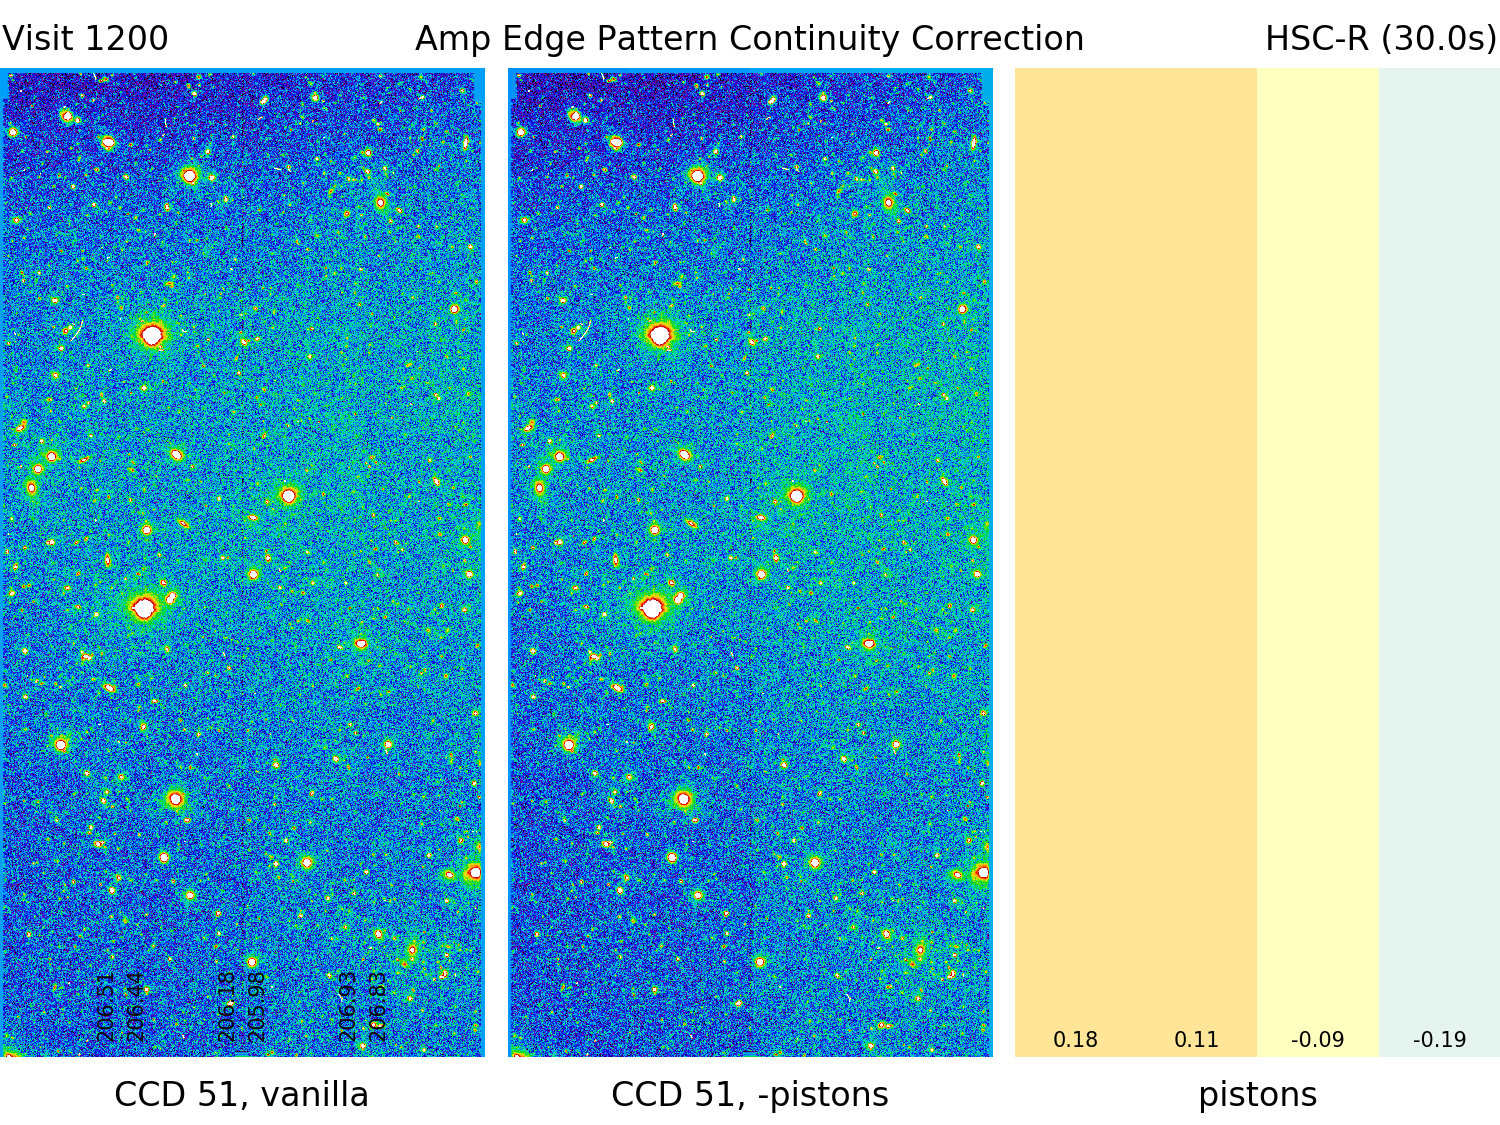 Visit 1200
Amp Edge Pattern Continuity Correction
HSC-R (30.0s)
206.51
206.44
206.18
205.98
206.93
206.83
0.18
0.11
-0.09
-0.19
CCD 51, vanilla
CCD 51, -pistons
pistons